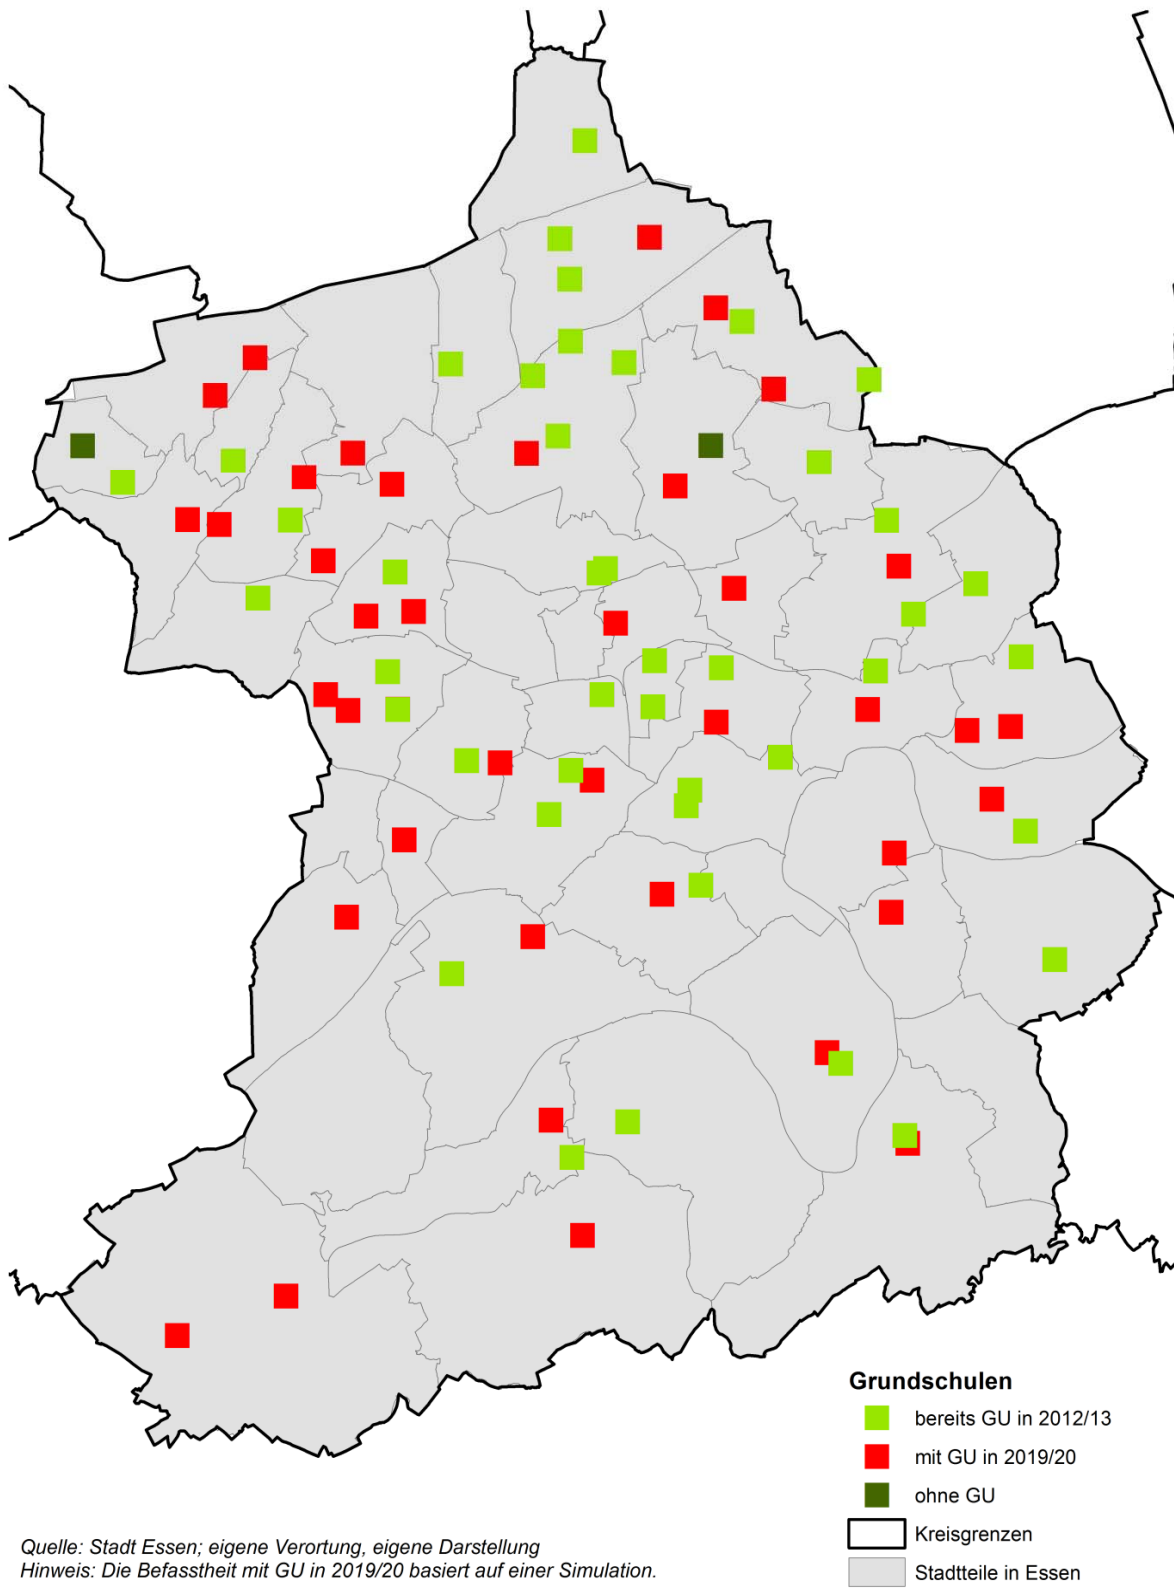 Grundschulen
bereits GU in 2012/13
mit GU in 2019/20
ohne GU
Kreisgrenzen
Stadtteile in Essen
Quelle: Stadt Essen; eigene Verortung, eigene Darstellung
Hinweis: Die Befasstheit mit GU in 2019/20 basiert auf einer Simulation.